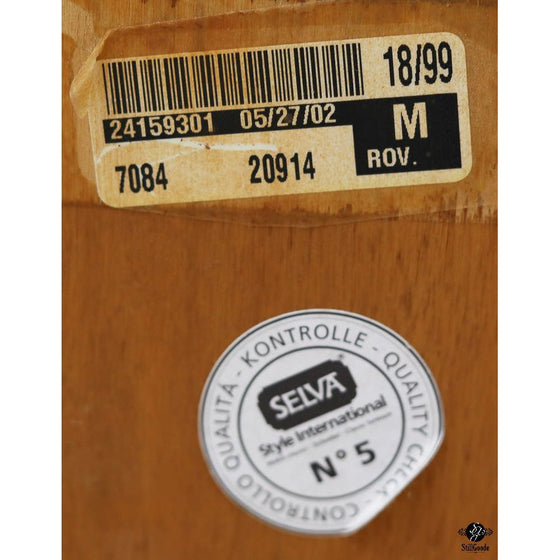 18/99
24159301 05/27/02
M
ROV.
7084 20914
KONTROLLE - QUALITY CHECK - CONTROLLO QUALITÀ -
SELVA®
Style International
N° 5
StillGoode